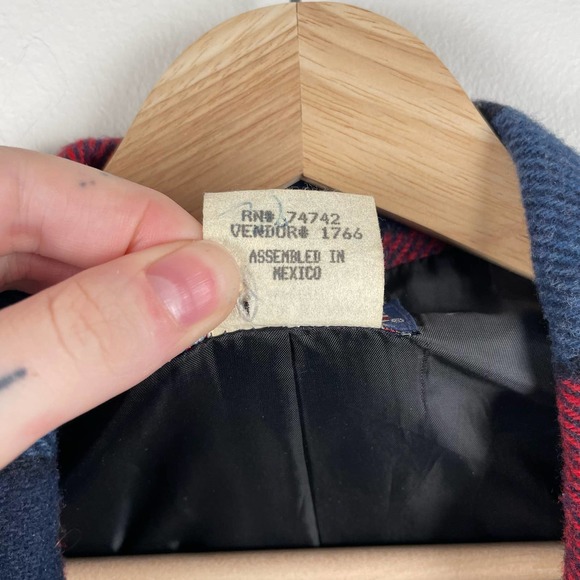 RN# 74742
VENDOR# 1766
ASSEMBLED IN
MEXICO